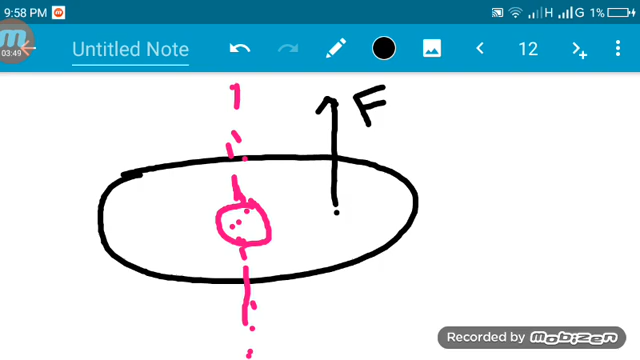 9:58 PM H G 1%
03:49 Untitled Note 12
F
Recorded by mobizen